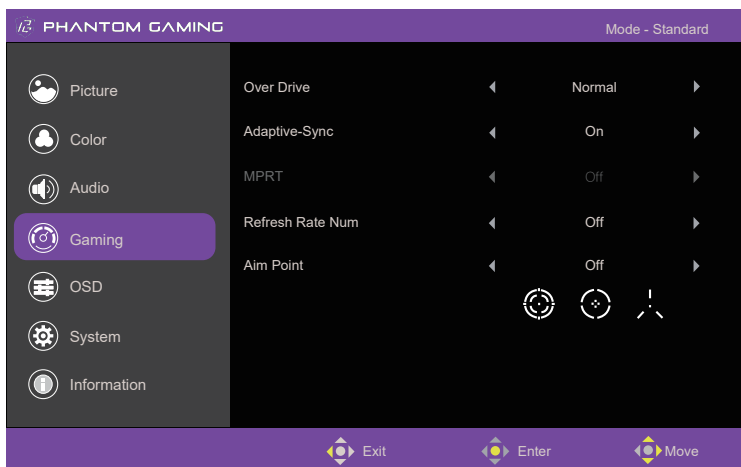 PHANTOM GAMING
Mode - Standard
Picture
Color
Audio
Gaming
OSD
System
Information
Over Drive Normal
Adaptive-Sync On
MPRT Off
Refresh Rate Num Off
Aim Point Off
Exit
Enter
Move